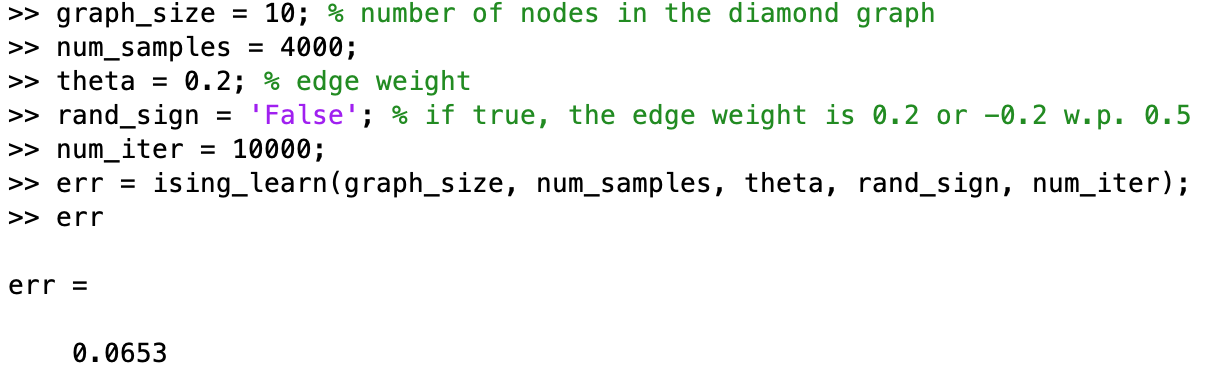 >> graph_size = 10; % number of nodes in the diamond graph
>> num_samples = 4000;
>> theta = 0.2; % edge weight
>> rand_sign = 'False'; % if true, the edge weight is 0.2 or -0.2 w.p. 0.5
>> num_iter = 10000;
>> err = ising_learn(graph_size, num_samples, theta, rand_sign, num_iter);
>> err
err =
0.0653